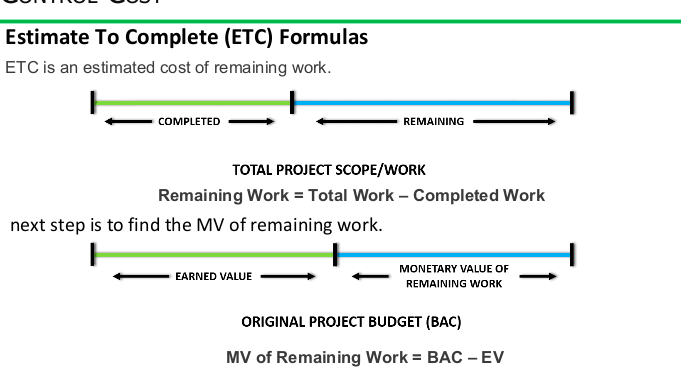 CONTROL COST
Estimate To Complete (ETC) Formulas
ETC is an estimated cost of remaining work.
COMPLETED REMAINING
TOTAL PROJECT SCOPE/WORK
Remaining Work = Total Work – Completed Work
next step is to find the MV of remaining work.
EARNED VALUE
MONETARY VALUE OF
REMAINING WORK
ORIGINAL PROJECT BUDGET (BAC)
MV of Remaining Work = BAC – EV